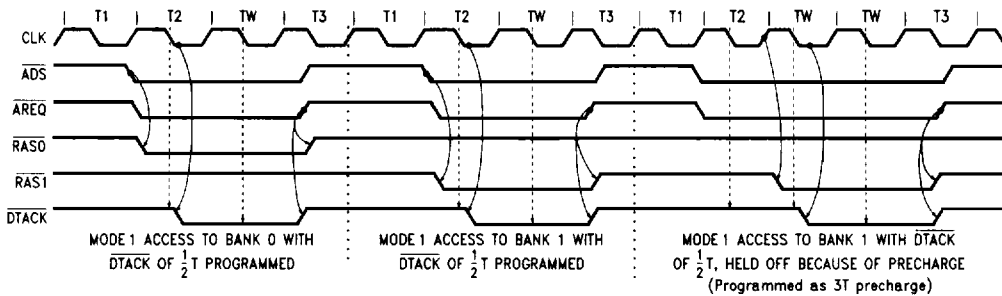 T1 T2 TW T3 T1 T2 TW T3 T1 T2 TW TW T3
CLK
ADS
AREQ
RAS0
RAS1
DTACK
MODE 1 ACCESS TO BANK 0 WITH
DTACK OF 1/2 T PROGRAMMED
MODE 1 ACCESS TO BANK 1 WITH
DTACK OF 1/2 T PROGRAMMED
MODE 1 ACCESS TO BANK 1 WITH DTACK
OF 1/2 T, HELD OFF BECAUSE OF PRECHARGE
(Programmed as 3T precharge)